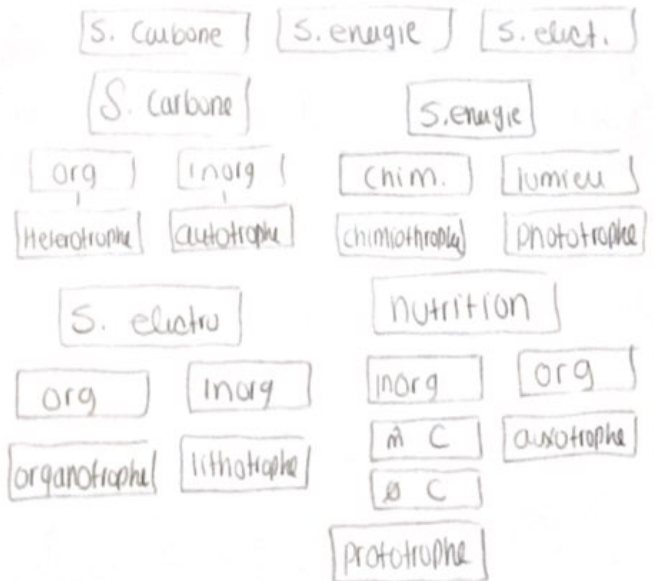 S. Carbone S. energie S. elect.
S. Carbone
S. energie
org inorg
chim. lumieu
Heterotrophe autotrophe
chimiothrophe phototrophe
S. electro
nutrition
org inorg
inorg org
m̂ C auxotrophe
organotrophe lithotrophe
ø C
prototrophe